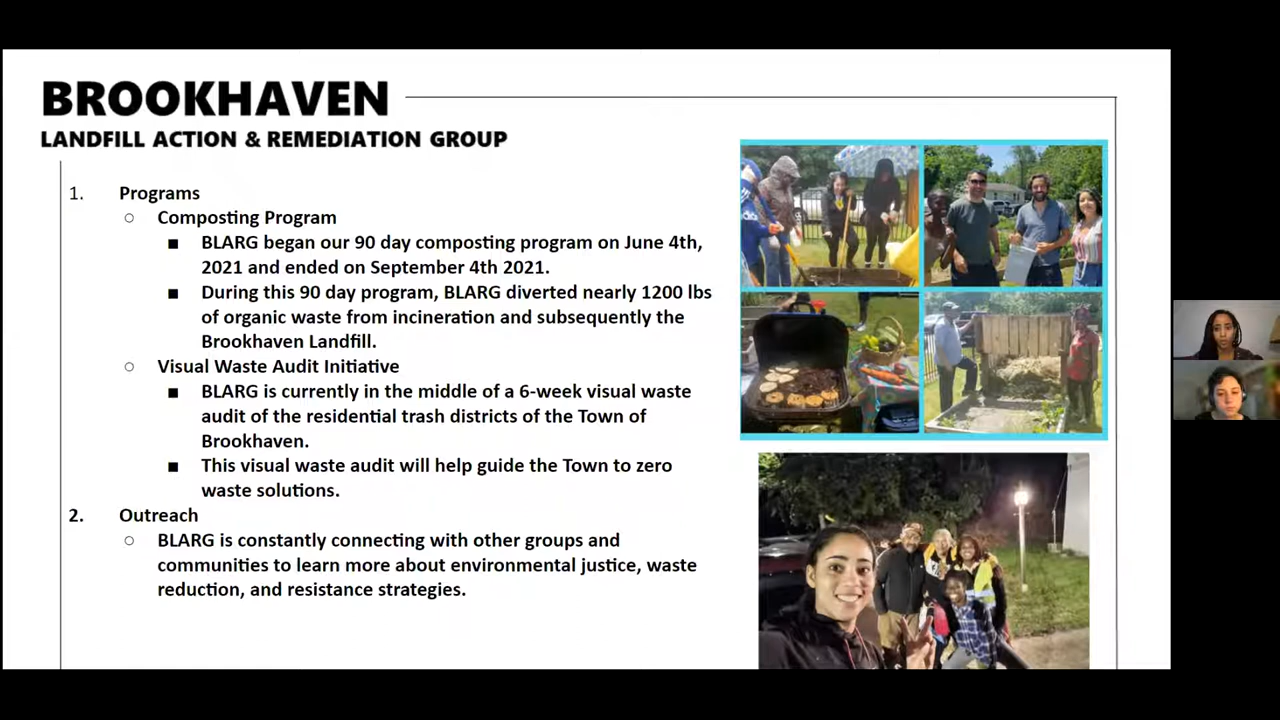 BROOKHAVEN
LANDFILL ACTION & REMEDIATION GROUP
1. Programs
○ Composting Program
■ BLARG began our 90 day composting program on June 4th,
2021 and ended on September 4th 2021.
■ During this 90 day program, BLARG diverted nearly 1200 lbs
of organic waste from incineration and subsequently the
Brookhaven Landfill.
○ Visual Waste Audit Initiative
■ BLARG is currently in the middle of a 6-week visual waste
audit of the residential trash districts of the Town of
Brookhaven.
■ This visual waste audit will help guide the Town to zero
waste solutions.
2. Outreach
○ BLARG is constantly connecting with other groups and
communities to learn more about environmental justice, waste
reduction, and resistance strategies.